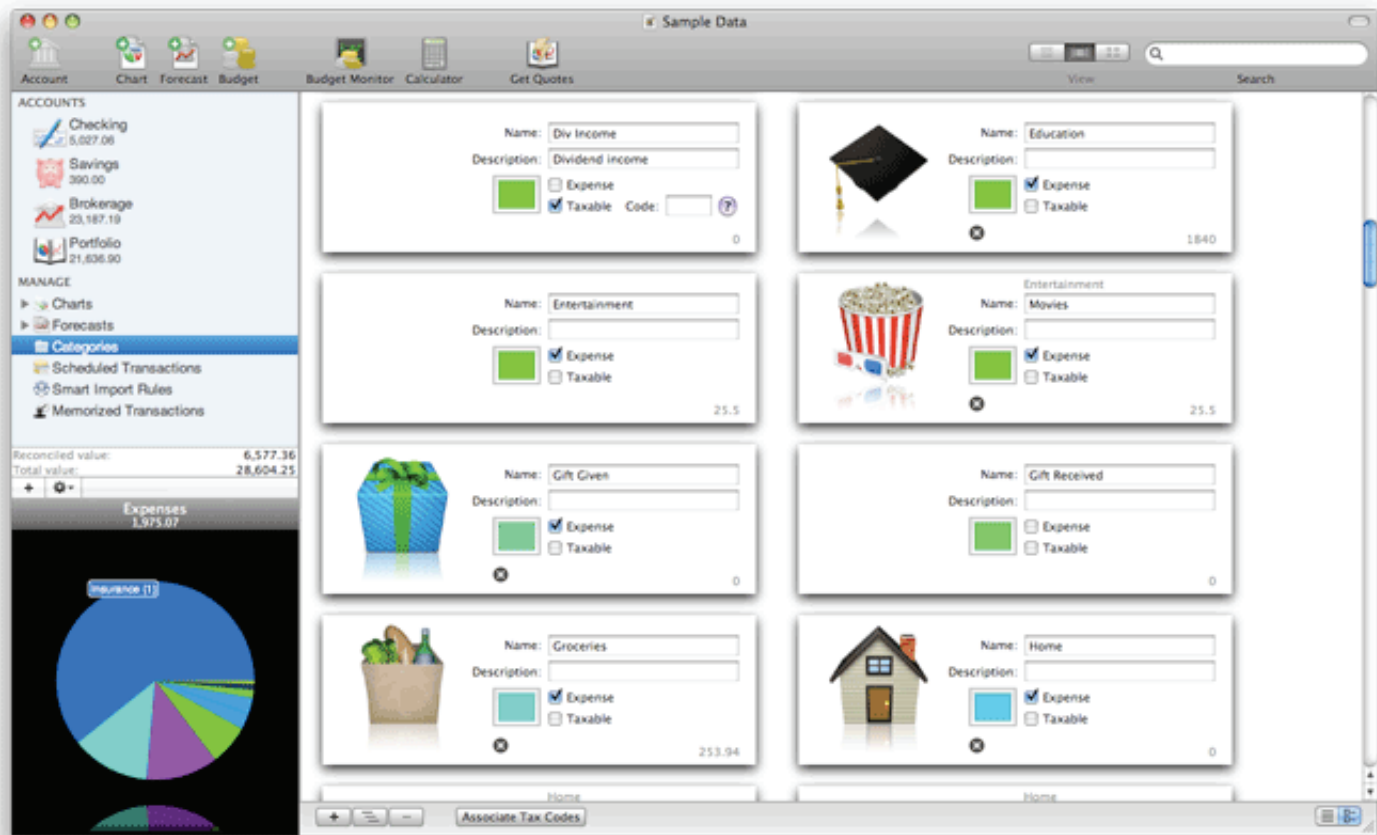 Sample Data
Account Chart Forecast Budget Budget Monitor Calculator Get Quotes View Search
ACCOUNTS
Checking
5,027.06
Savings
390.00
Brokerage
23,187.19
Portfolio
21,636.90
MANAGE
Charts
Forecasts
Categories
Scheduled Transactions
Smart Import Rules
Memorized Transactions
Reconciled value: 6,577.36
Total value: 28,604.25
Expenses
1,975.07
Insurance (1)
Name: Div Income
Description: Dividend income
Expense
Taxable Code: ?
0
Name: Education
Description:
Expense
Taxable
1840
Name: Entertainment
Description:
Expense
Taxable
25.5
Entertainment
Name: Movies
Description:
Expense
Taxable
25.5
Name: Gift Given
Description:
Expense
Taxable
0
Name: Gift Received
Description:
Expense
Taxable
0
Name: Groceries
Description:
Expense
Taxable
253.94
Name: Home
Description:
Expense
Taxable
0
Home
Home
Associate Tax Codes